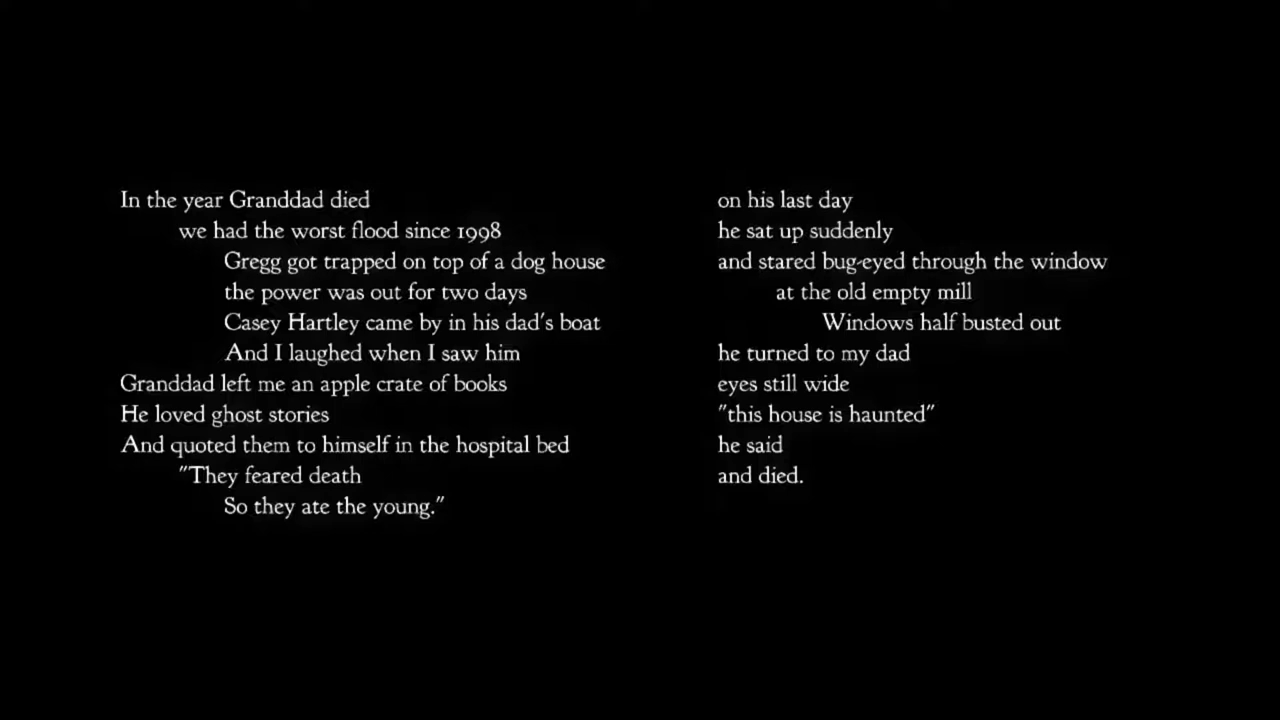 In the year Granddad died
we had the worst flood since 1998
Gregg got trapped on top of a dog house
the power was out for two days
Casey Hartley came by in his dad's boat
And I laughed when I saw him
Granddad left me an apple crate of books
He loved ghost stories
And quoted them to himself in the hospital bed
"They feared death
So they ate the young."
on his last day
he sat up suddenly
and stared bug-eyed through the window
at the old empty mill
Windows half busted out
he turned to my dad
eyes still wide
"this house is haunted"
he said
and died.